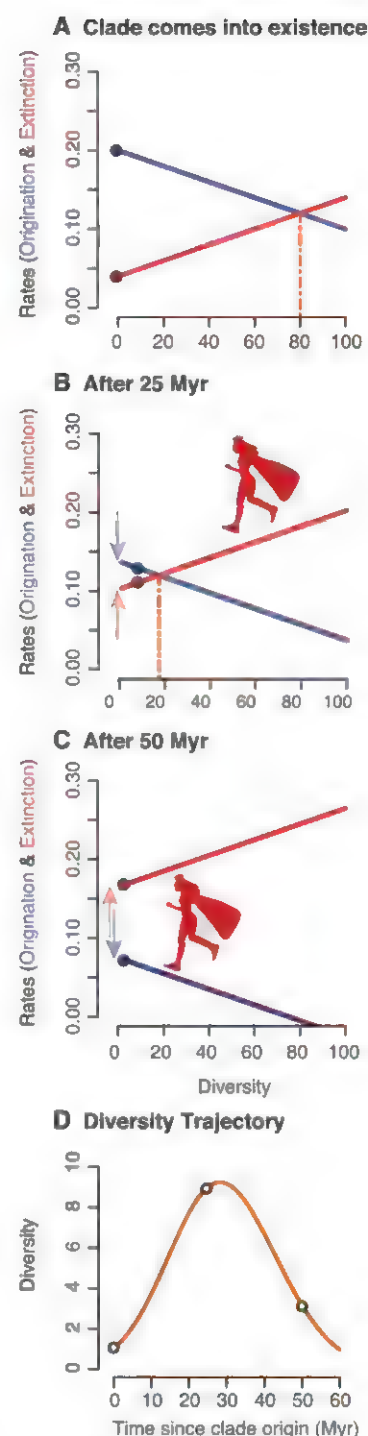 A Clade comes into existence
Rates (Origination & Extinction)
0.30
0.20
0.10
0.00
0 20 40 60 80 100
B After 25 Myr
Rates (Origination & Extinction)
0.30
0.20
0.10
0.00
0 20 40 60 80 100
C After 50 Myr
Rates (Origination & Extinction)
0.30
0.20
0.10
0.00
0 20 40 60 80 100
Diversity
D Diversity Trajectory
Diversity
10
8
6
4
2
0
0 10 20 30 40 50 60
Time since clade origin (Myr)